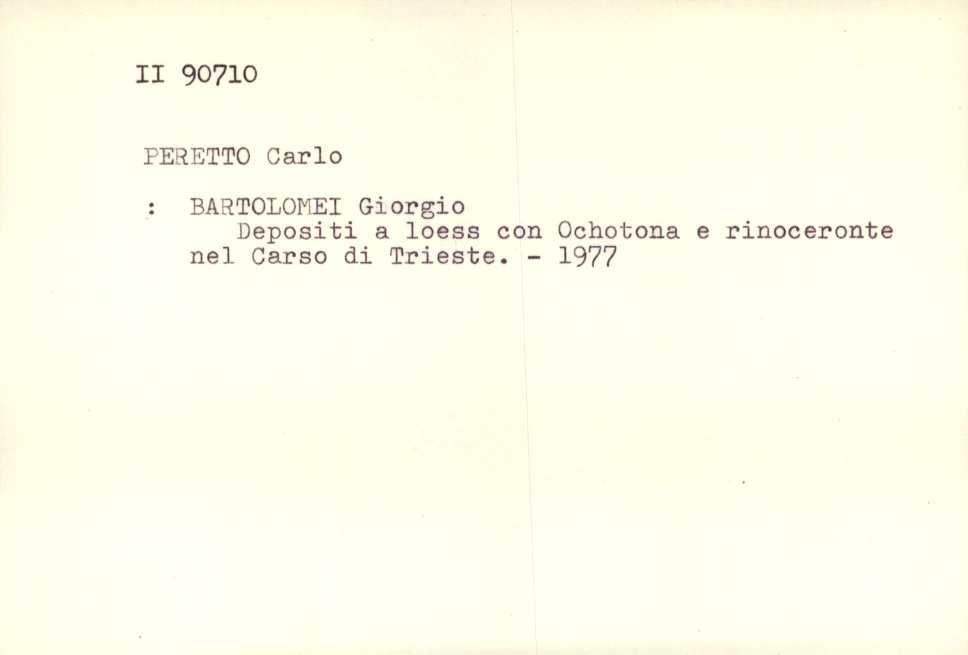 II 90710
PERETTO Carlo
: BARTOLOMEI Giorgio
Depositi a loess con Ochotona e rinoceronte
nel Carso di Trieste. - 1977